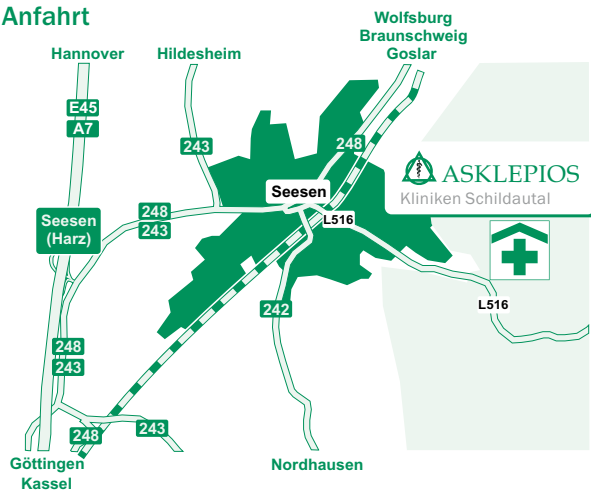 Anfahrt
Wolfsburg
Braunschweig
Goslar
Hannover
Hildesheim
E45
A7
243
248
ASKLEPIOS
Kliniken Schildautal
Seesen
Seesen
(Harz)
248
243
L516
L516
242
248
243
248
243
Göttingen
Kassel
Nordhausen